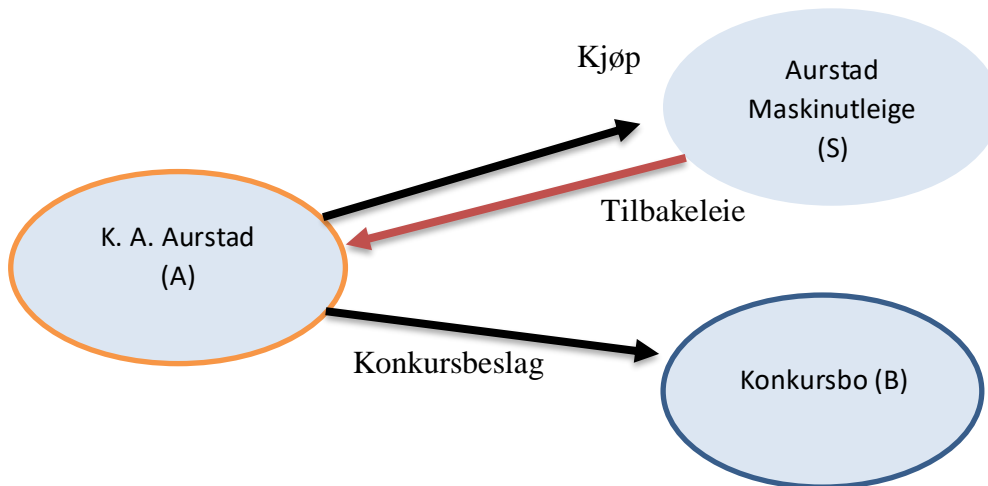 Kjøp
Aurstad
Maskinutleige
(S)
Tilbakeleie
K. A. Aurstad
(A)
Konkursbeslag
Konkursbo (B)